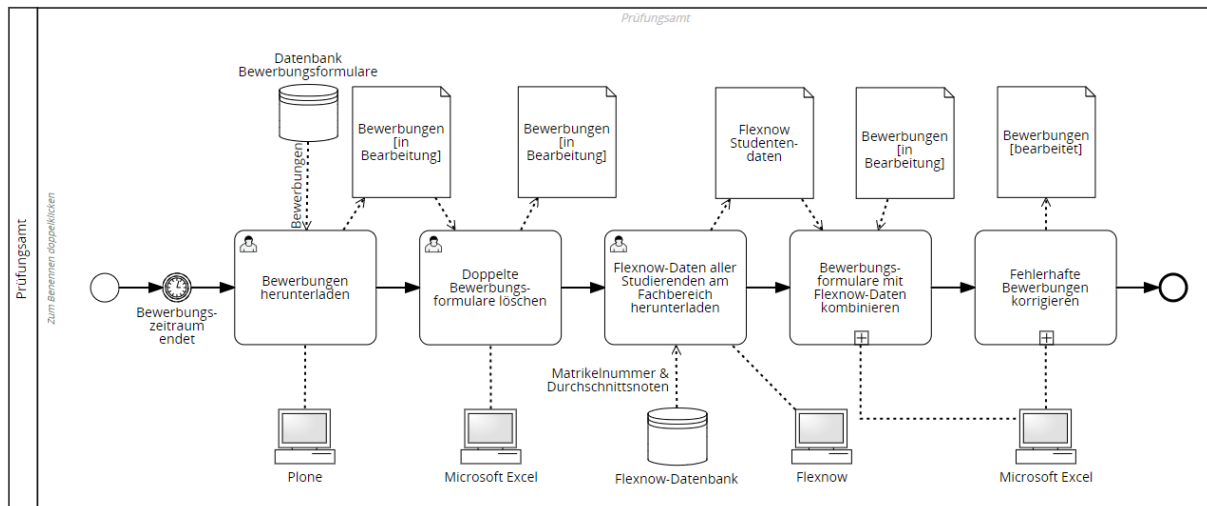 Prüfungsamt
Prüfungsamt
Zum Benennen doppelklicken
Datenbank
Bewerbungsformulare
Bewerbungen
Bewerbungen
[in
Bearbeitung]
Bewerbungen
[in
Bearbeitung]
Flexnow
Studenten-
daten
Bewerbungen
[in
Bearbeitung]
Bewerbungen
[bearbeitet]
Bewerbungs-
zeitraum
endet
Bewerbungen
herunterladen
Doppelte
Bewerbungs-
formulare löschen
Flexnow-Daten aller
Studierenden am
Fachbereich
herunterladen
Bewerbungs-
formulare mit
Flexnow-Daten
kombinieren
Fehlerhafte
Bewerbungen
korrigieren
Matrikelnummer &
Durchschnittsnoten
Plone
Microsoft Excel
Flexnow-Datenbank
Flexnow
Microsoft Excel